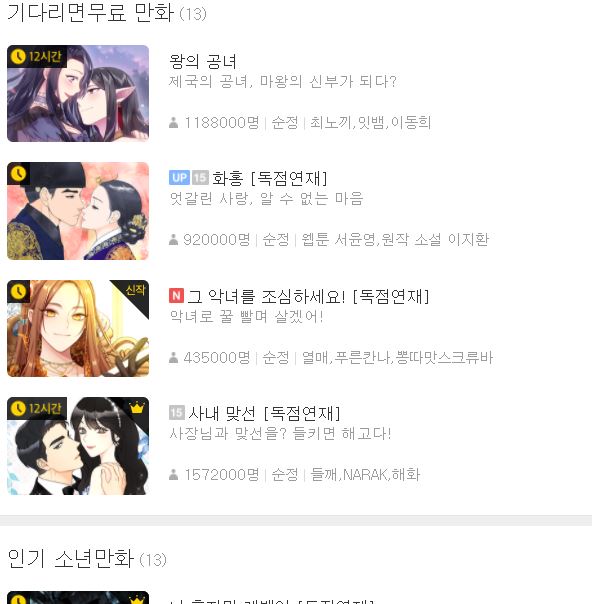 기다리면무료 만화 (13)
12시간
왕의 공녀
제국의 공녀, 마왕의 신부가 되다?
1188000명 | 순정 | 최노끼,잇뱀,이동희
UP 15 화홍 [독점연재]
엇갈린 사랑, 알 수 없는 마음
920000명 | 순정 | 웹툰 서윤영,원작 소설 이지환
신작
N 그 악녀를 조심하세요! [독점연재]
악녀로 꿀 빨며 살겠어!
435000명 | 순정 | 열매,푸른칸나,뽕따맛스크류바
12시간
15 사내 맞선 [독점연재]
사장님과 맞선을? 들키면 해고다!
1572000명 | 순정 | 들깨,NARAK,해화
인기 소년만화 (13)